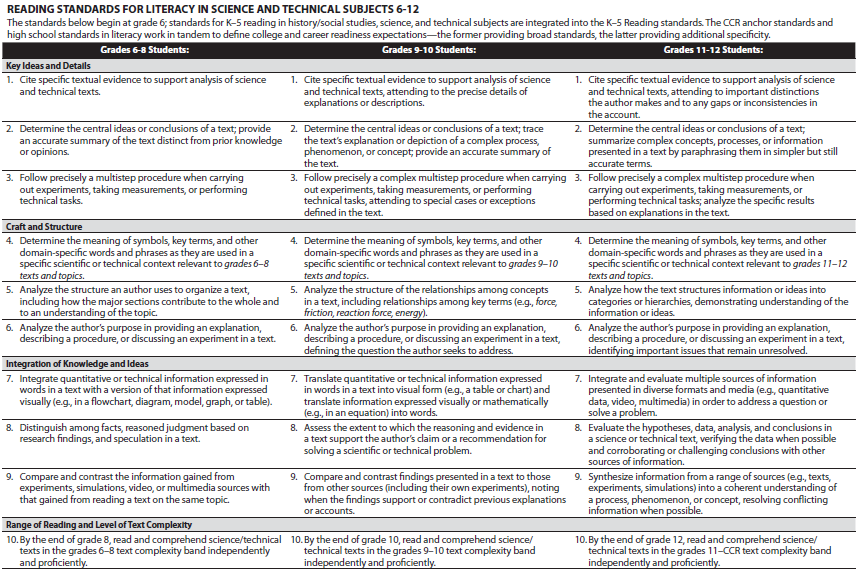 READING STANDARDS FOR LITERACY IN SCIENCE AND TECHNICAL SUBJECTS 6-12
The standards below begin at grade 6; standards for K–5 reading in history/social studies, science, and technical subjects are integrated into the K–5 Reading standards. The CCR anchor standards and
high school standards in literacy work in tandem to define college and career readiness expectations—the former providing broad standards, the latter providing additional specificity.
Grades 6-8 Students: Grades 9-10 Students: Grades 11-12 Students:
Key Ideas and Details
1. Cite specific textual evidence to support analysis of science
and technical texts.
1. Cite specific textual evidence to support analysis of science
and technical texts, attending to the precise details of
explanations or descriptions.
1. Cite specific textual evidence to support analysis of science
and technical texts, attending to important distinctions
the author makes and to any gaps or inconsistencies in
the account.
2. Determine the central ideas or conclusions of a text; provide
an accurate summary of the text distinct from prior knowledge
or opinions.
2. Determine the central ideas or conclusions of a text; trace
the text's explanation or depiction of a complex process,
phenomenon, or concept; provide an accurate summary of
the text.
2. Determine the central ideas or conclusions of a text;
summarize complex concepts, processes, or information
presented in a text by paraphrasing them in simpler but still
accurate terms.
3. Follow precisely a multistep procedure when carrying
out experiments, taking measurements, or performing
technical tasks.
3. Follow precisely a complex multistep procedure when carrying
out experiments, taking measurements, or performing
technical tasks, attending to special cases or exceptions
defined in the text.
3. Follow precisely a complex multistep procedure when
carrying out experiments, taking measurements, or
performing technical tasks; analyze the specific results
based on explanations in the text.
Craft and Structure
4. Determine the meaning of symbols, key terms, and other
domain-specific words and phrases as they are used in a
specific scientific or technical context relevant to grades 6–8
texts and topics.
4. Determine the meaning of symbols, key terms, and other
domain-specific words and phrases as they are used in a
specific scientific or technical context relevant to grades 9–10
texts and topics.
4. Determine the meaning of symbols, key terms, and other
domain-specific words and phrases as they are used in a
specific scientific or technical context relevant to grades 11–12
texts and topics.
5. Analyze the structure an author uses to organize a text,
including how the major sections contribute to the whole and
to an understanding of the topic.
5. Analyze the structure of the relationships among concepts
in a text, including relationships among key terms (e.g., force,
friction, reaction force, energy).
5. Analyze how the text structures information or ideas into
categories or hierarchies, demonstrating understanding of the
information or ideas.
6. Analyze the author's purpose in providing an explanation,
describing a procedure, or discussing an experiment in a text.
6. Analyze the author's purpose in providing an explanation,
describing a procedure, or discussing an experiment in a text,
defining the question the author seeks to address.
6. Analyze the author's purpose in providing an explanation,
describing a procedure, or discussing an experiment in a text,
identifying important issues that remain unresolved.
Integration of Knowledge and Ideas
7. Integrate quantitative or technical information expressed in
words in a text with a version of that information expressed
visually (e.g., in a flowchart, diagram, model, graph, or table).
7. Translate quantitative or technical information expressed
in words in a text into visual form (e.g., a table or chart) and
translate information expressed visually or mathematically
(e.g., in an equation) into words.
7. Integrate and evaluate multiple sources of information
presented in diverse formats and media (e.g., quantitative
data, video, multimedia) in order to address a question or
solve a problem.
8. Distinguish among facts, reasoned judgment based on
research findings, and speculation in a text.
8. Assess the extent to which the reasoning and evidence in
a text support the author's claim or a recommendation for
solving a scientific or technical problem.
8. Evaluate the hypotheses, data, analysis, and conclusions in
a science or technical text, verifying the data when possible
and corroborating or challenging conclusions with other
sources of information.
9. Compare and contrast the information gained from
experiments, simulations, video, or multimedia sources with
that gained from reading a text on the same topic.
9. Compare and contrast findings presented in a text to those
from other sources (including their own experiments), noting
when the findings support or contradict previous explanations
or accounts.
9. Synthesize information from a range of sources (e.g., texts,
experiments, simulations) into a coherent understanding of
a process, phenomenon, or concept, resolving conflicting
information when possible.
Range of Reading and Level of Text Complexity
10. By the end of grade 8, read and comprehend science/technical
texts in the grades 6–8 text complexity band independently
and proficiently.
10. By the end of grade 10, read and comprehend science/
technical texts in the grades 9–10 text complexity band
independently and proficiently.
10. By the end of grade 12, read and comprehend science/
technical texts in the grades 11–CCR text complexity band
independently and proficiently.